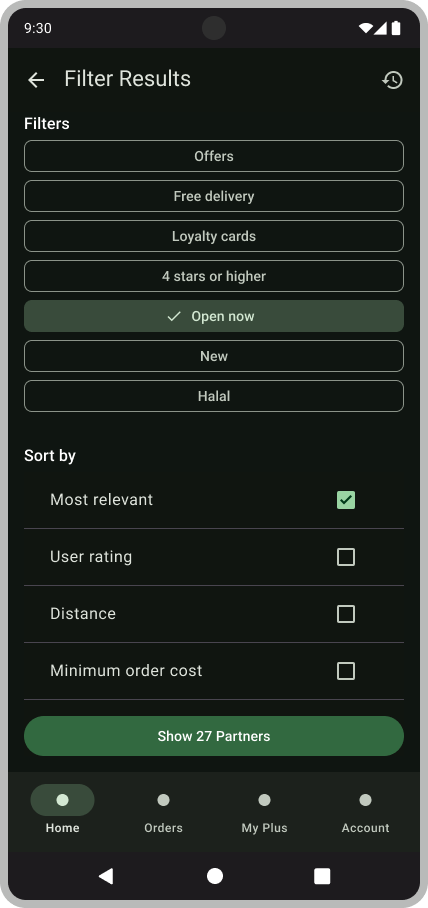 9:30
Filter Results
Filters
Offers
Free delivery
Loyalty cards
4 stars or higher
Open now
New
Halal
Sort by
Most relevant
User rating
Distance
Minimum order cost
Show 27 Partners
Home
Orders
My Plus
Account